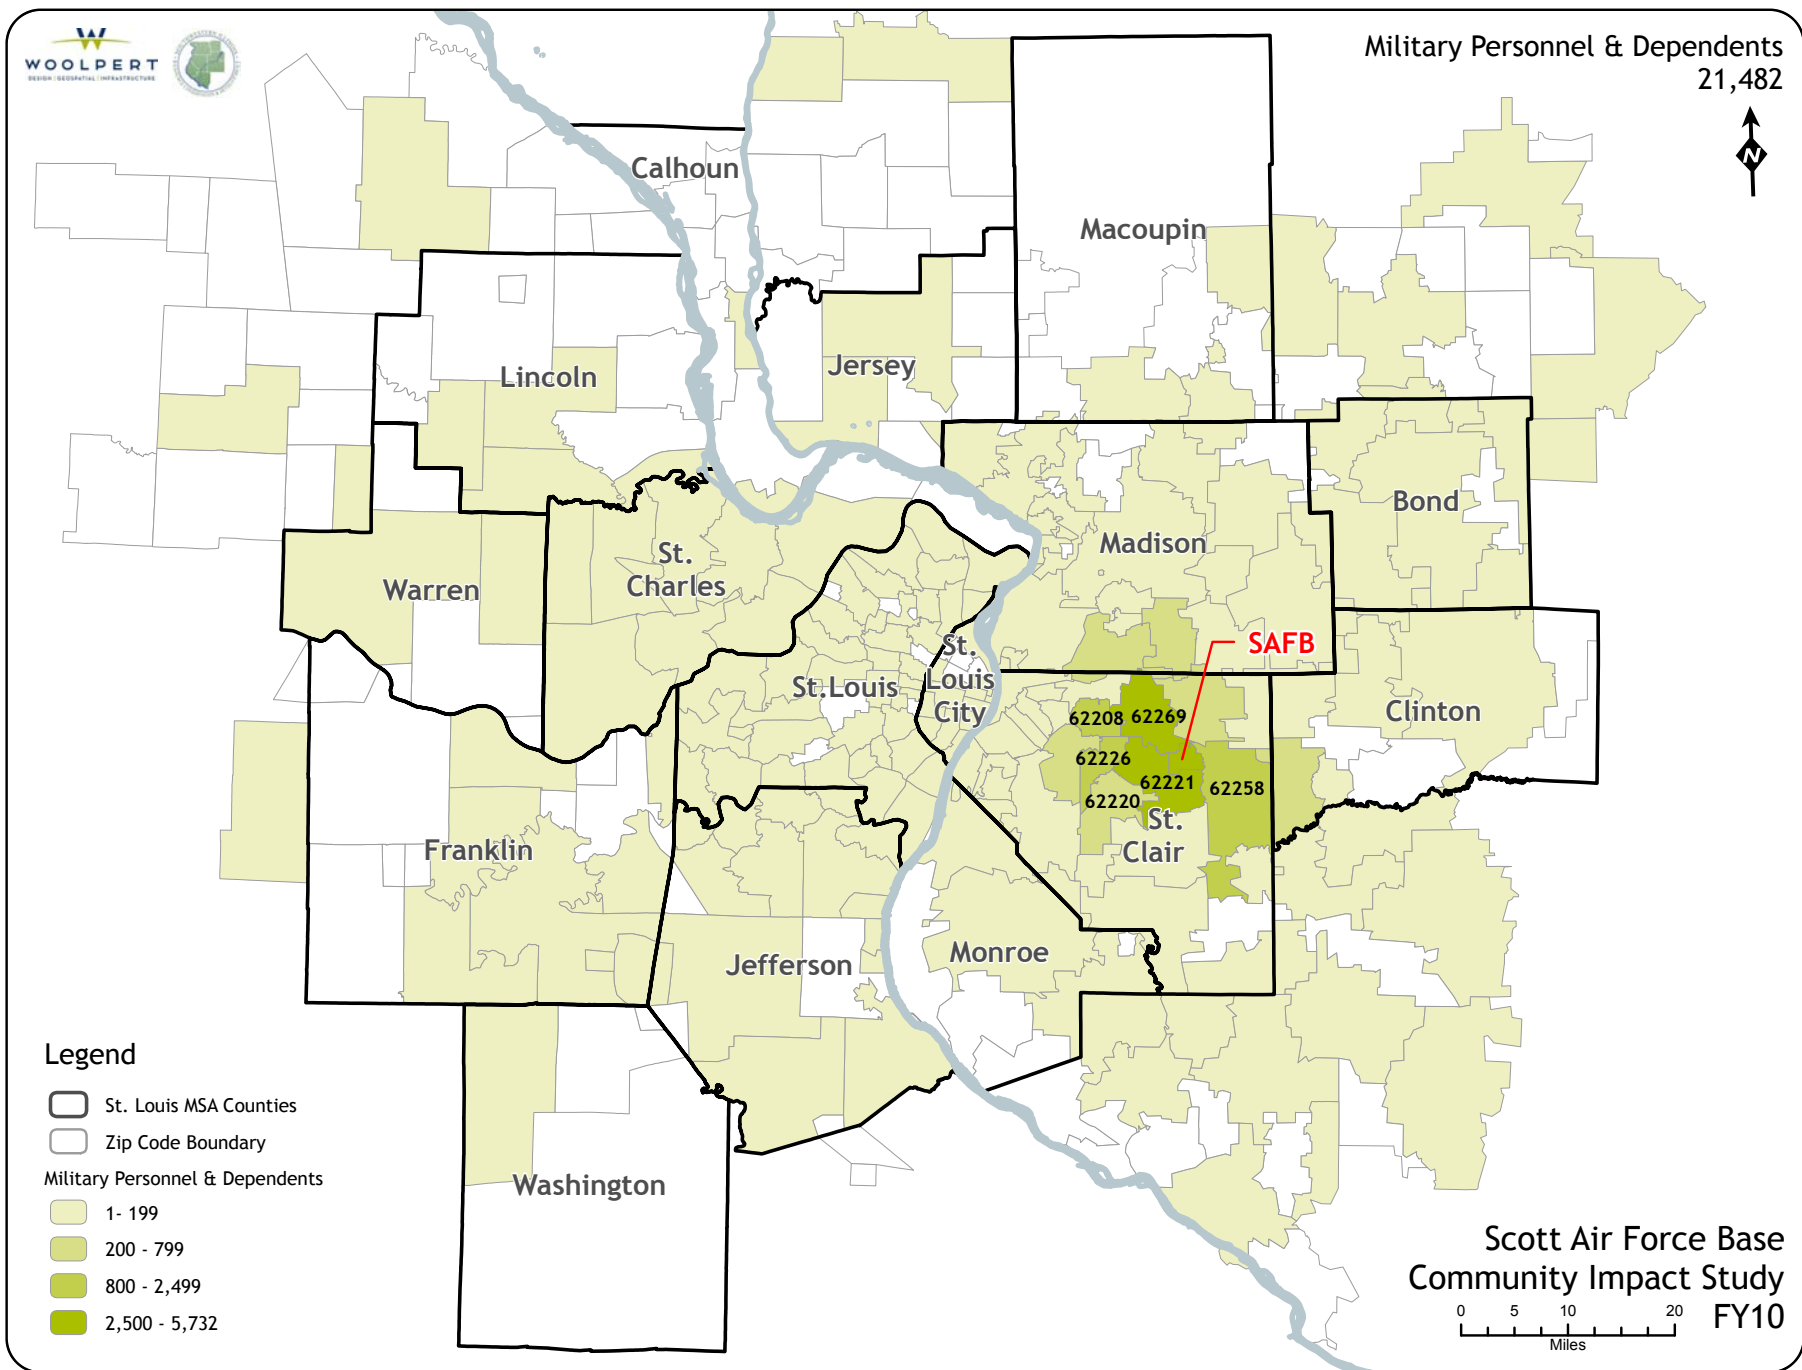 WOOLPERT
DESIGN | GEOSPATIAL | INFRASTRUCTURE
Military Personnel & Dependents
21,482
N
Calhoun
Macoupin
Lincoln
Jersey
Bond
Madison
St.
Charles
Warren
SAFB
St.
Louis
City
St.Louis
Clinton
62208
62269
62226
62221
62258
62220
St.
Clair
Franklin
Monroe
Jefferson
Washington
Legend
St. Louis MSA Counties
Zip Code Boundary
Military Personnel & Dependents
1- 199
200 - 799
800 - 2,499
2,500 - 5,732
Scott Air Force Base
Community Impact Study
FY10
0 5 10 20
Miles